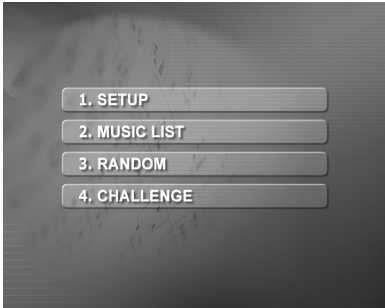 1. SETUP
2. MUSIC LIST
3. RANDOM
4. CHALLENGE